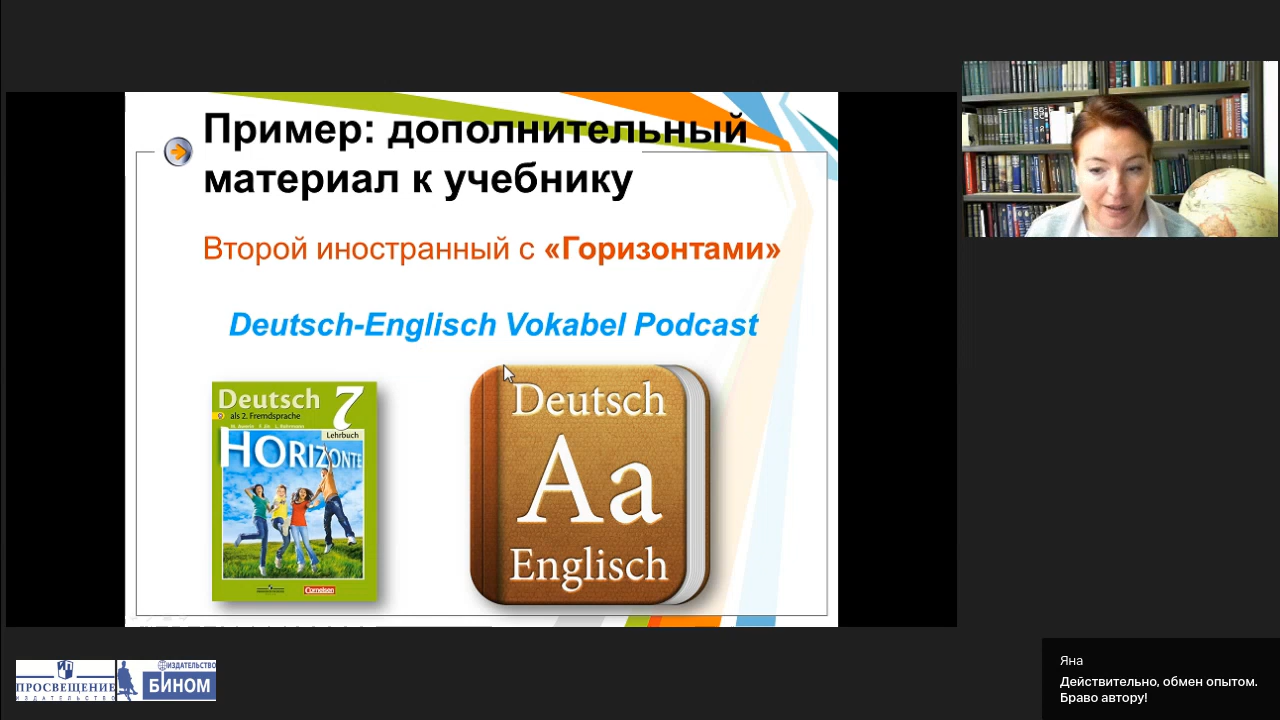 Пример: дополнительный
материал к учебнику
Второй иностранный с «Горизонтами»
Deutsch-Englisch Vokabel Podcast
Deutsch 7
als 2. Fremdsprache
Lehrbuch
HORIZONTE
Cornelsen
Deutsch
Aa
Englisch
ПРОСВЕЩЕНИЕ
ИЗДАТЕЛЬСТВО
ИЗДАТЕЛЬСТВО
БИНОМ
Яна
Действительно, обмен опытом.
Браво автору!